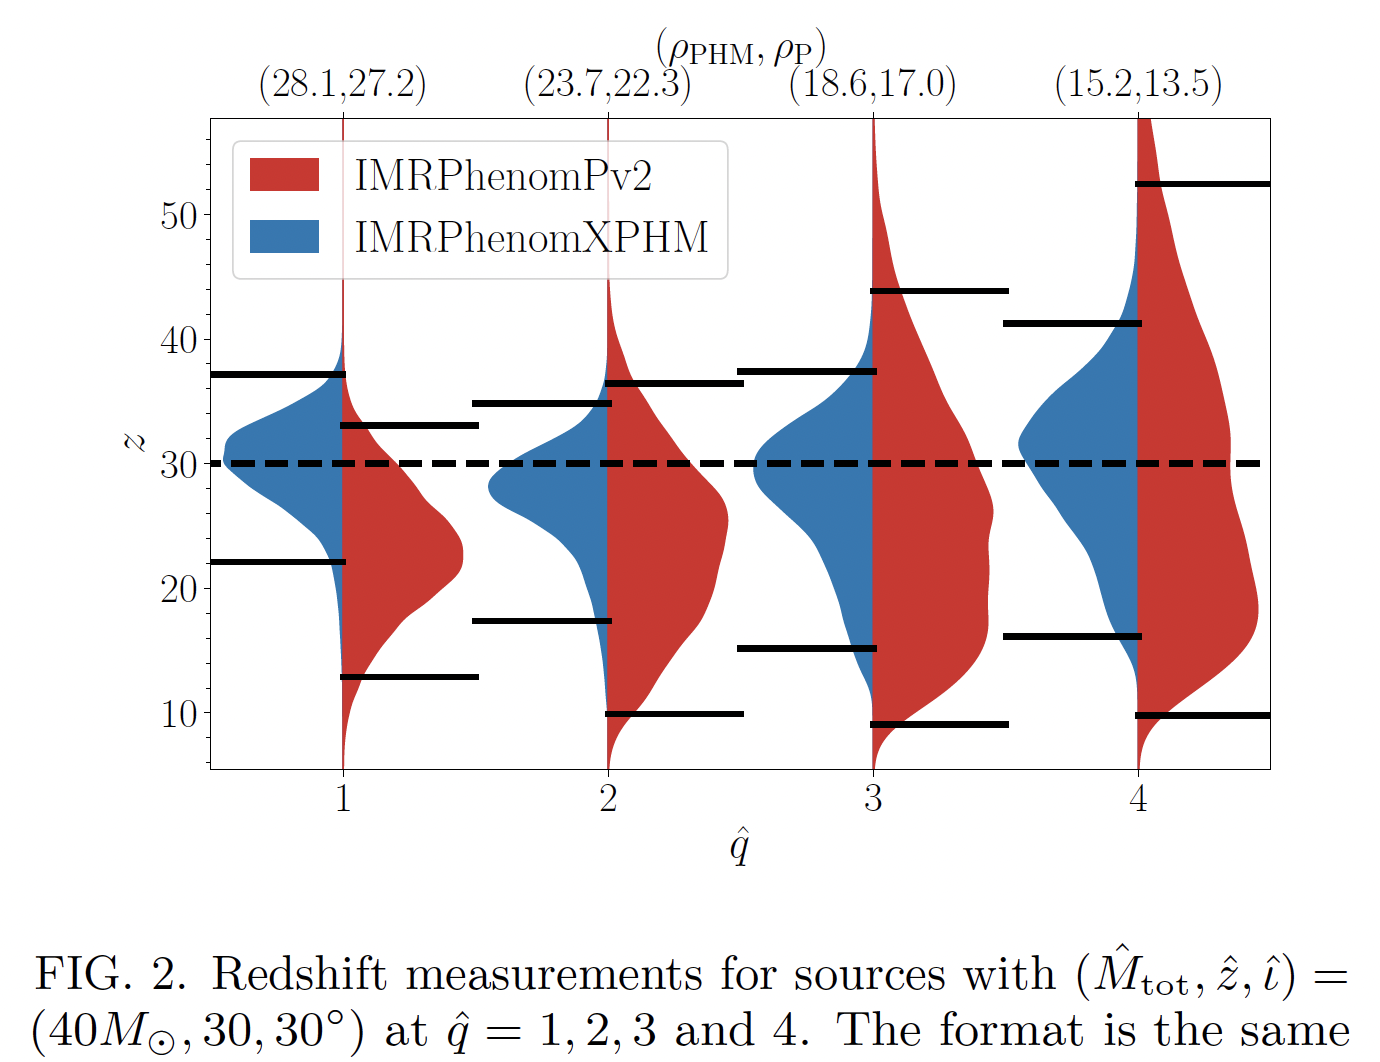 (ρPHM, ρP)
(28.1,27.2) (23.7,22.3) (18.6,17.0) (15.2,13.5)
IMRPhenomPv2
IMRPhenomXPHM
50
40
z
30
20
10
1 2 3 4
q̂
FIG. 2. Redshift measurements for sources with (M̂tot, ẑ, ι̂) =
(40M⊙, 30, 30°) at q̂ = 1, 2, 3 and 4. The format is the same